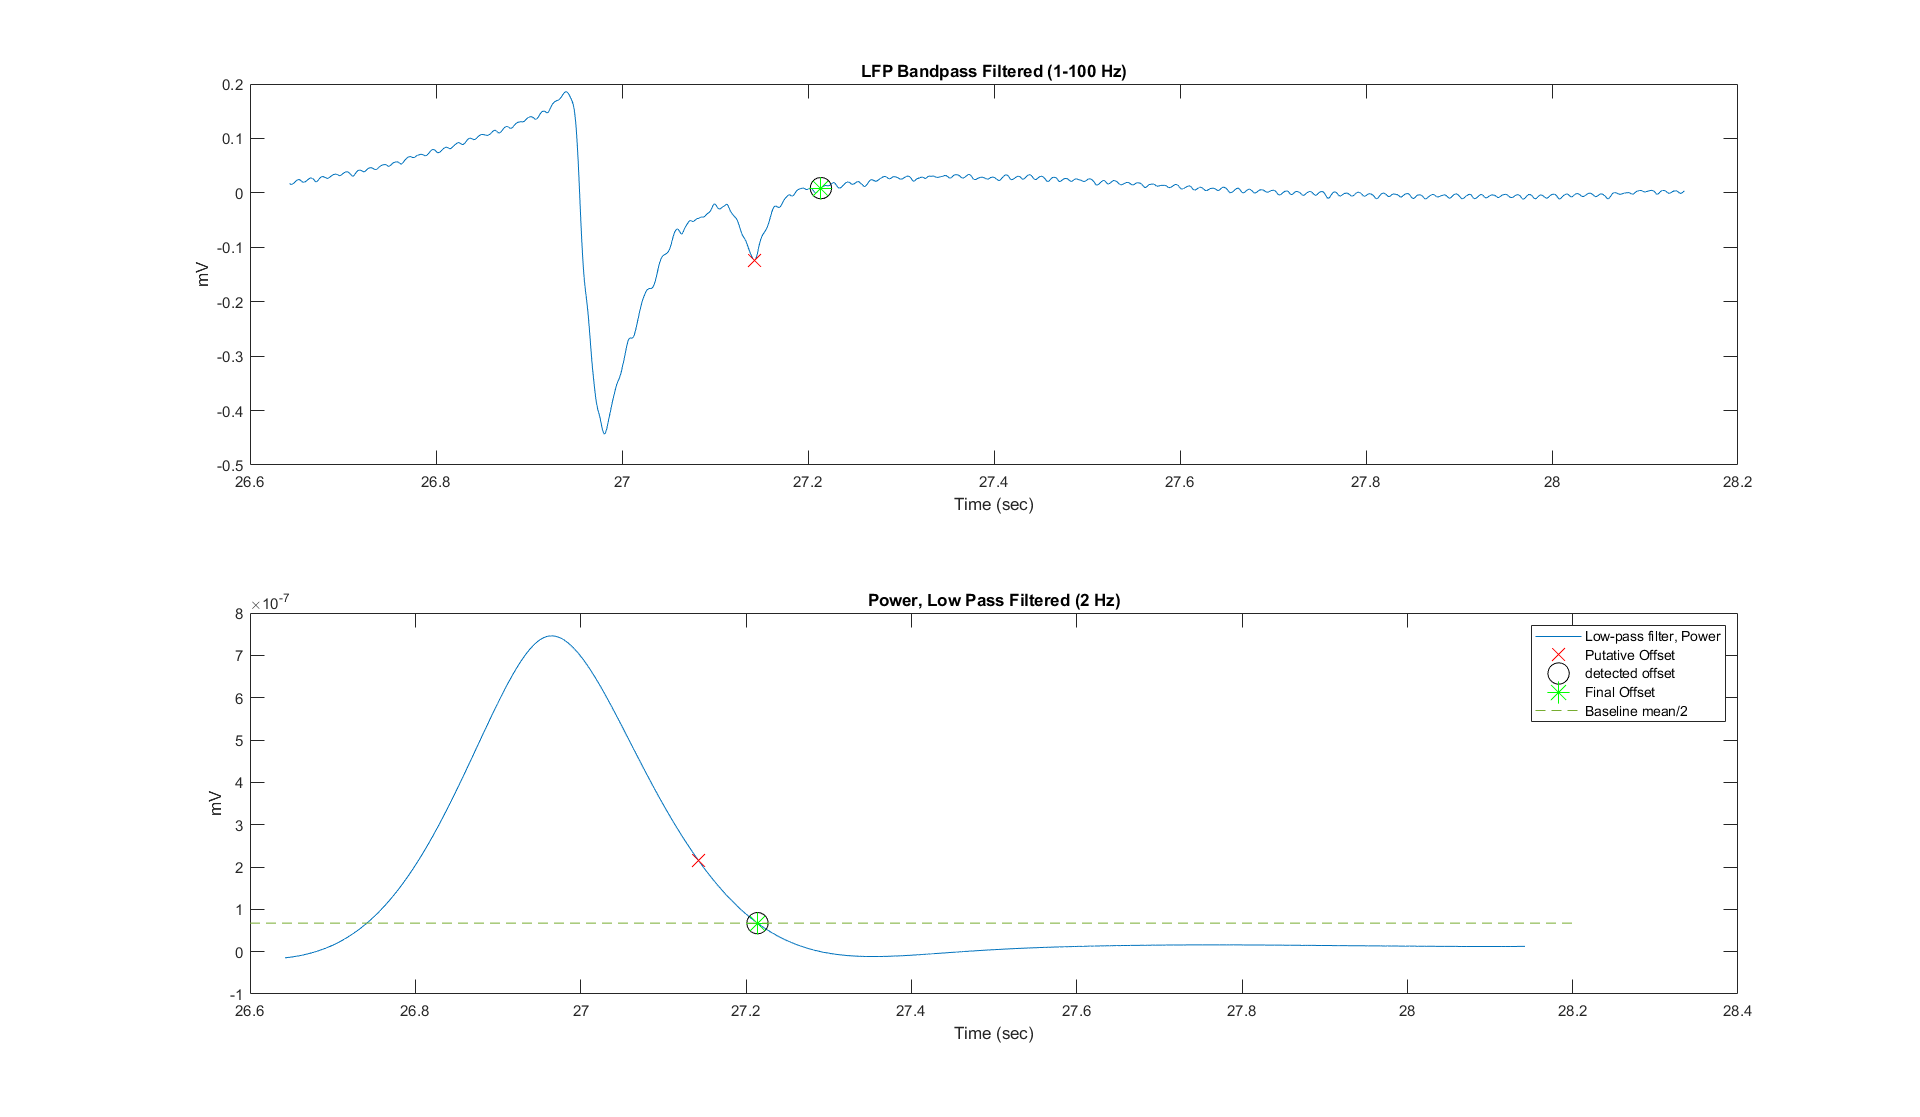 LFP Bandpass Filtered (1-100 Hz)
0.2
0.1
0
-0.1
-0.2
-0.3
-0.4
-0.5
mV
26.6 26.8 27 27.2 27.4 27.6 27.8 28 28.2
Time (sec)
Power, Low Pass Filtered (2 Hz)
×10-7
8
7
6
5
4
3
2
1
0
-1
mV
Low-pass filter, Power
Putative Offset
detected offset
Final Offset
Baseline mean/2
26.6 26.8 27 27.2 27.4 27.6 27.8 28 28.2 28.4
Time (sec)